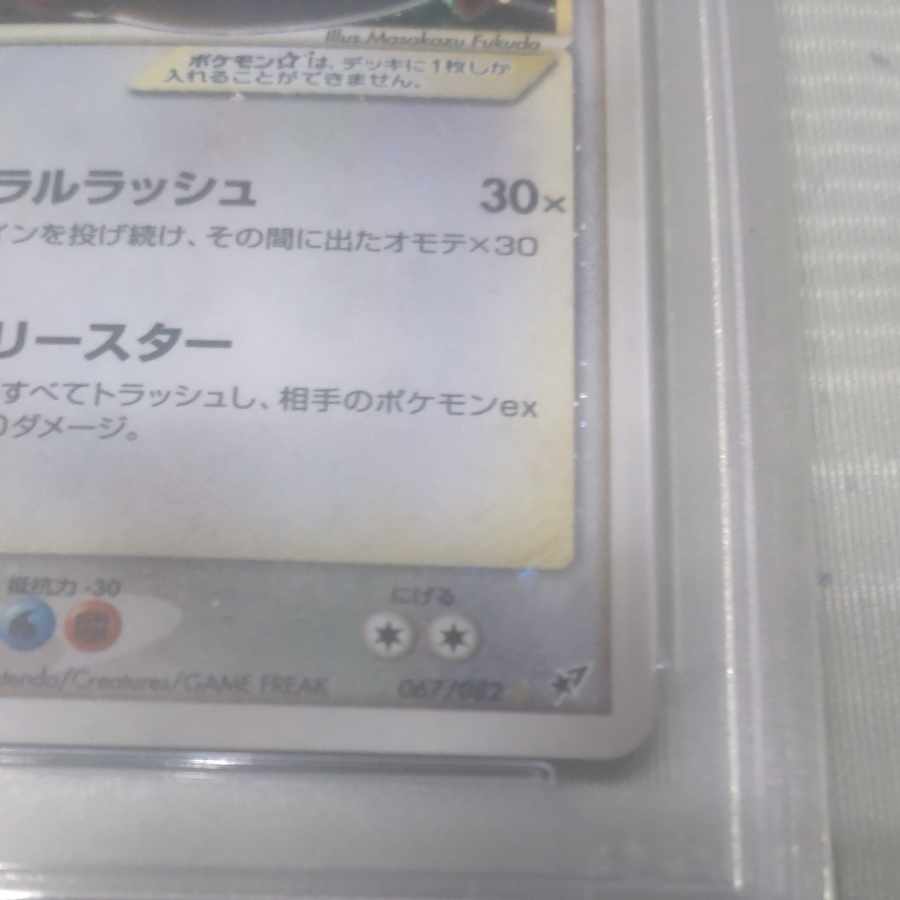 Illus. Masakazu Fukuda
ポケモン☆は、デッキに1枚しか
入れることができません。
ラルラッシュ 30×
インを投げ続け、その間に出たオモテ×30
リースター
すべてトラッシュし、相手のポケモンex
0ダメージ。
抵抗力 -30 にげる
ntendo/Creatures/GAME FREAK 067/082